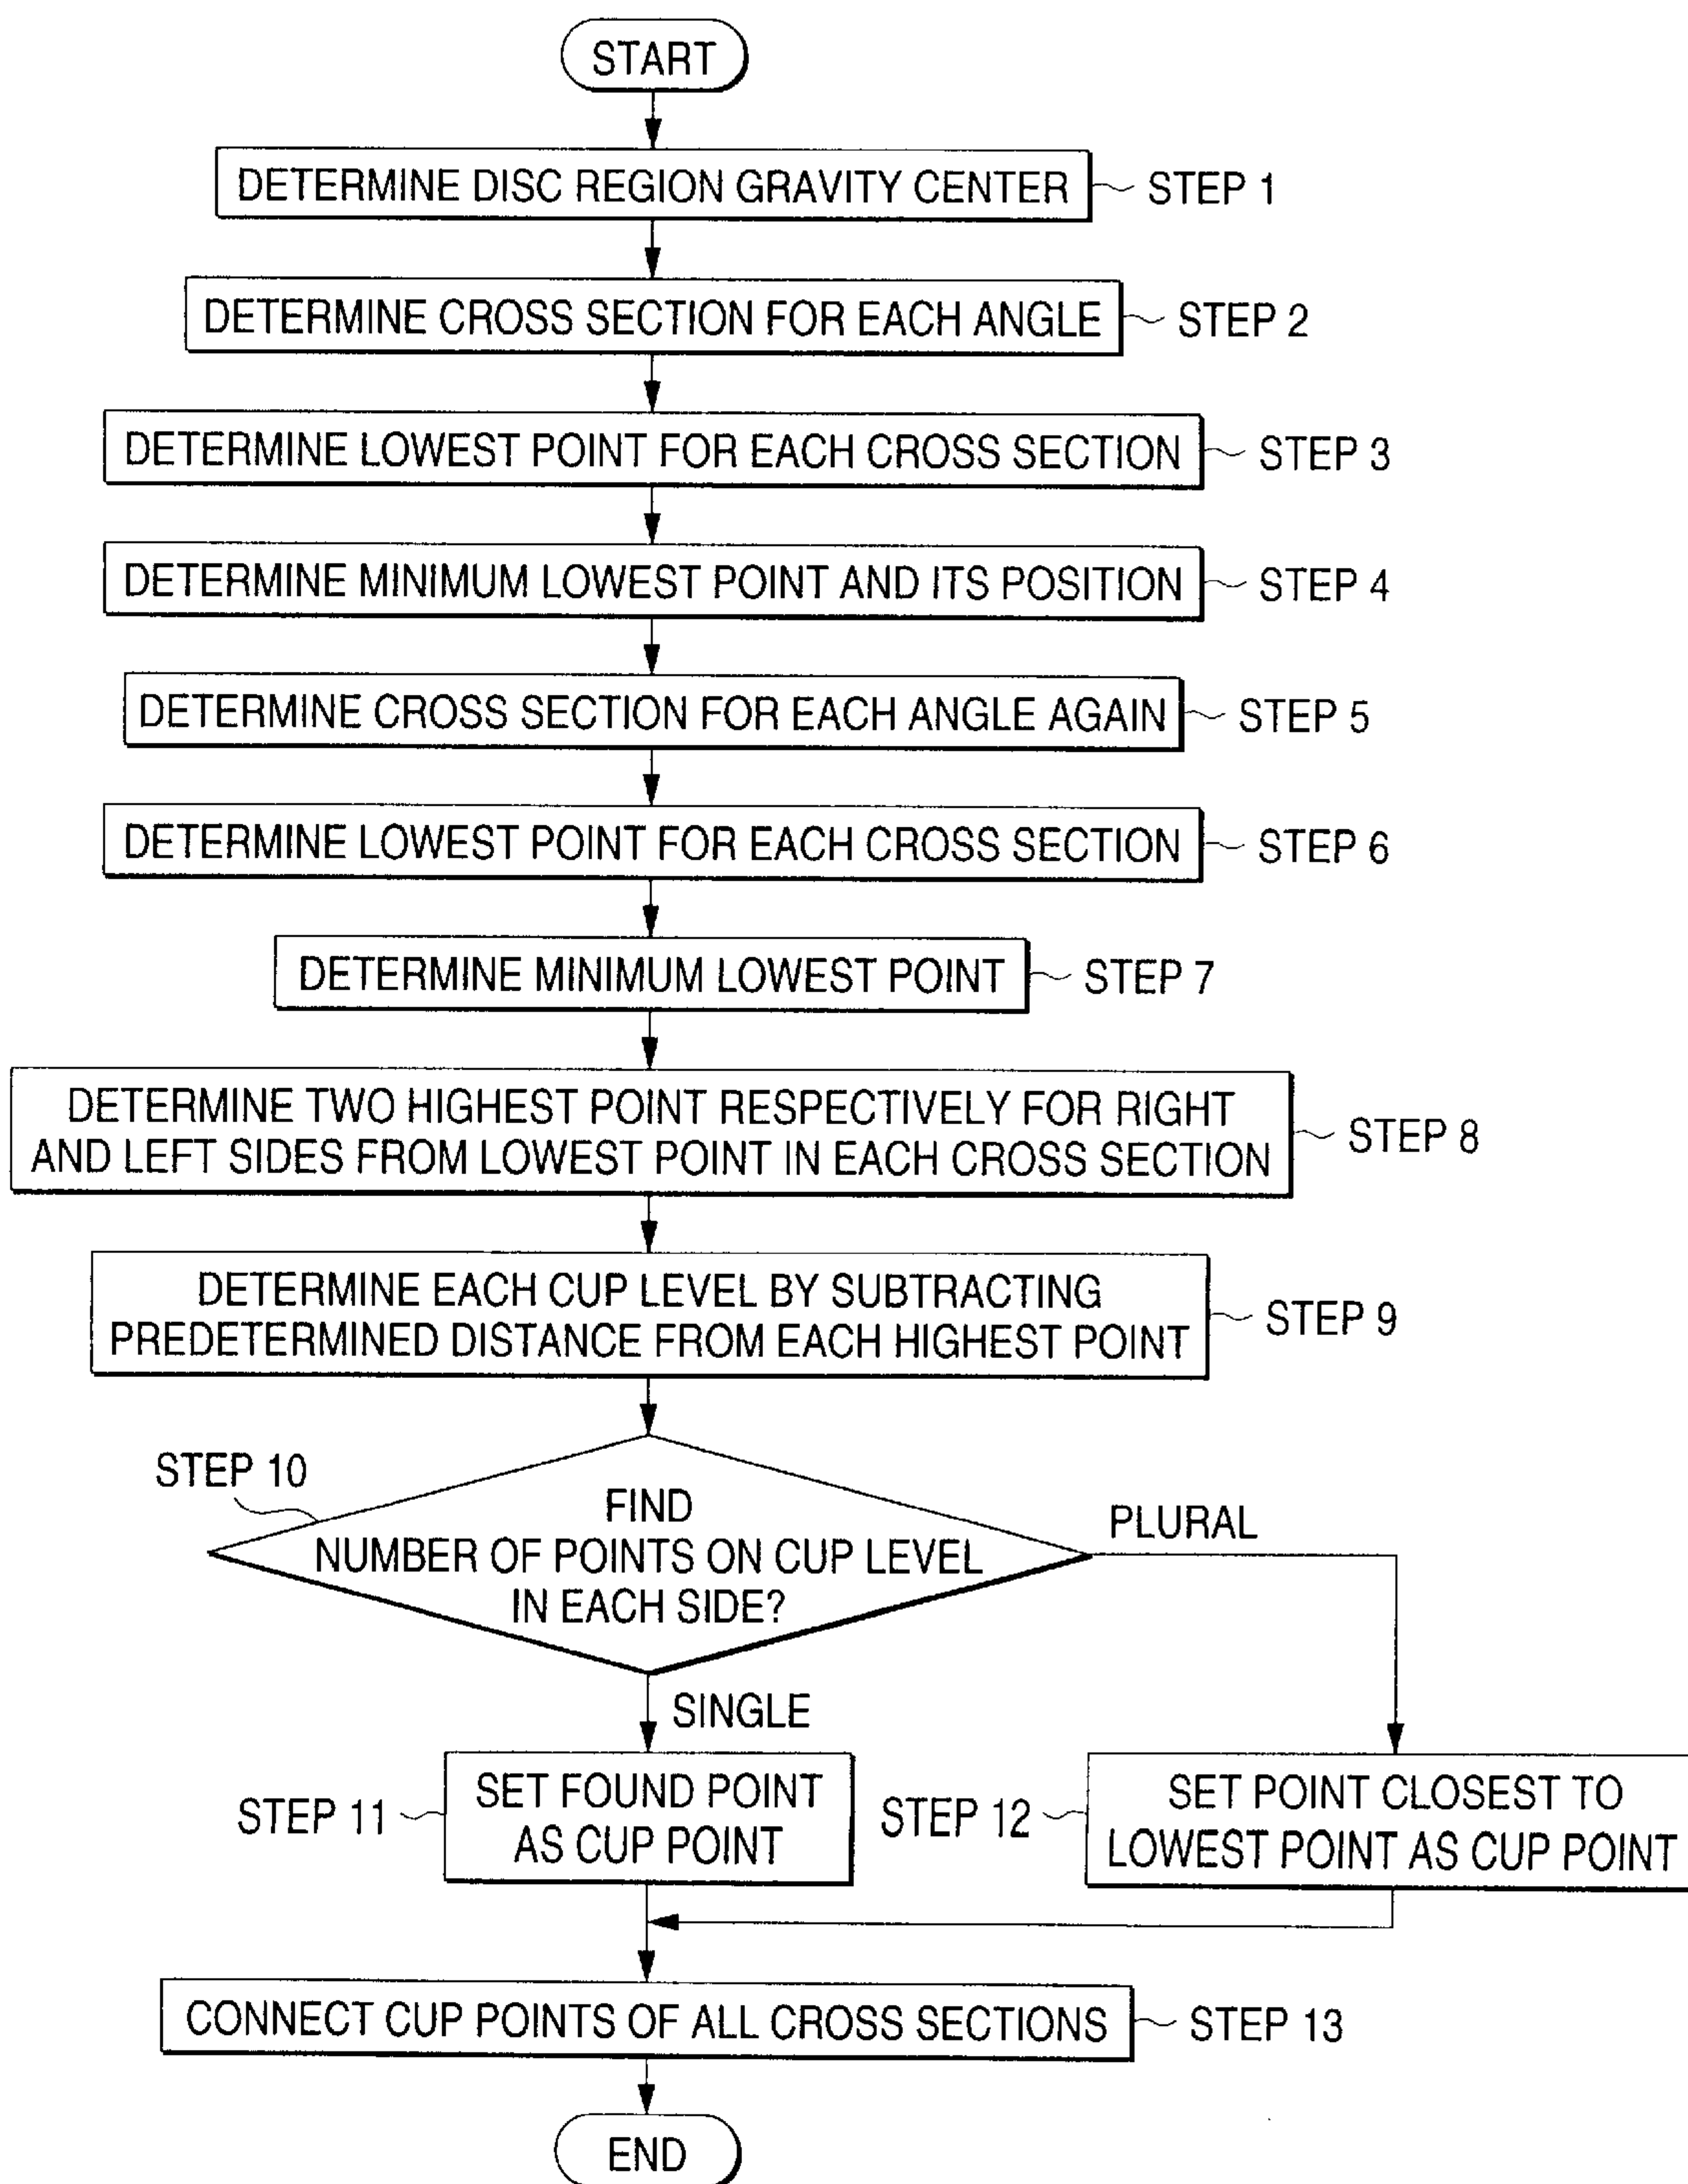 START
DETERMINE DISC REGION GRAVITY CENTER
STEP 1
DETERMINE CROSS SECTION FOR EACH ANGLE
STEP 2
DETERMINE LOWEST POINT FOR EACH CROSS SECTION
STEP 3
DETERMINE MINIMUM LOWEST POINT AND ITS POSITION
STEP 4
DETERMINE CROSS SECTION FOR EACH ANGLE AGAIN
STEP 5
DETERMINE LOWEST POINT FOR EACH CROSS SECTION
STEP 6
DETERMINE MINIMUM LOWEST POINT
STEP 7
DETERMINE TWO HIGHEST POINT RESPECTIVELY FOR RIGHT
AND LEFT SIDES FROM LOWEST POINT IN EACH CROSS SECTION
STEP 8
DETERMINE EACH CUP LEVEL BY SUBTRACTING
PREDETERMINED DISTANCE FROM EACH HIGHEST POINT
STEP 9
STEP 10
FIND
NUMBER OF POINTS ON CUP LEVEL
IN EACH SIDE?
PLURAL
SINGLE
STEP 11
SET FOUND POINT
AS CUP POINT
STEP 12
SET POINT CLOSEST TO
LOWEST POINT AS CUP POINT
CONNECT CUP POINTS OF ALL CROSS SECTIONS
STEP 13
END